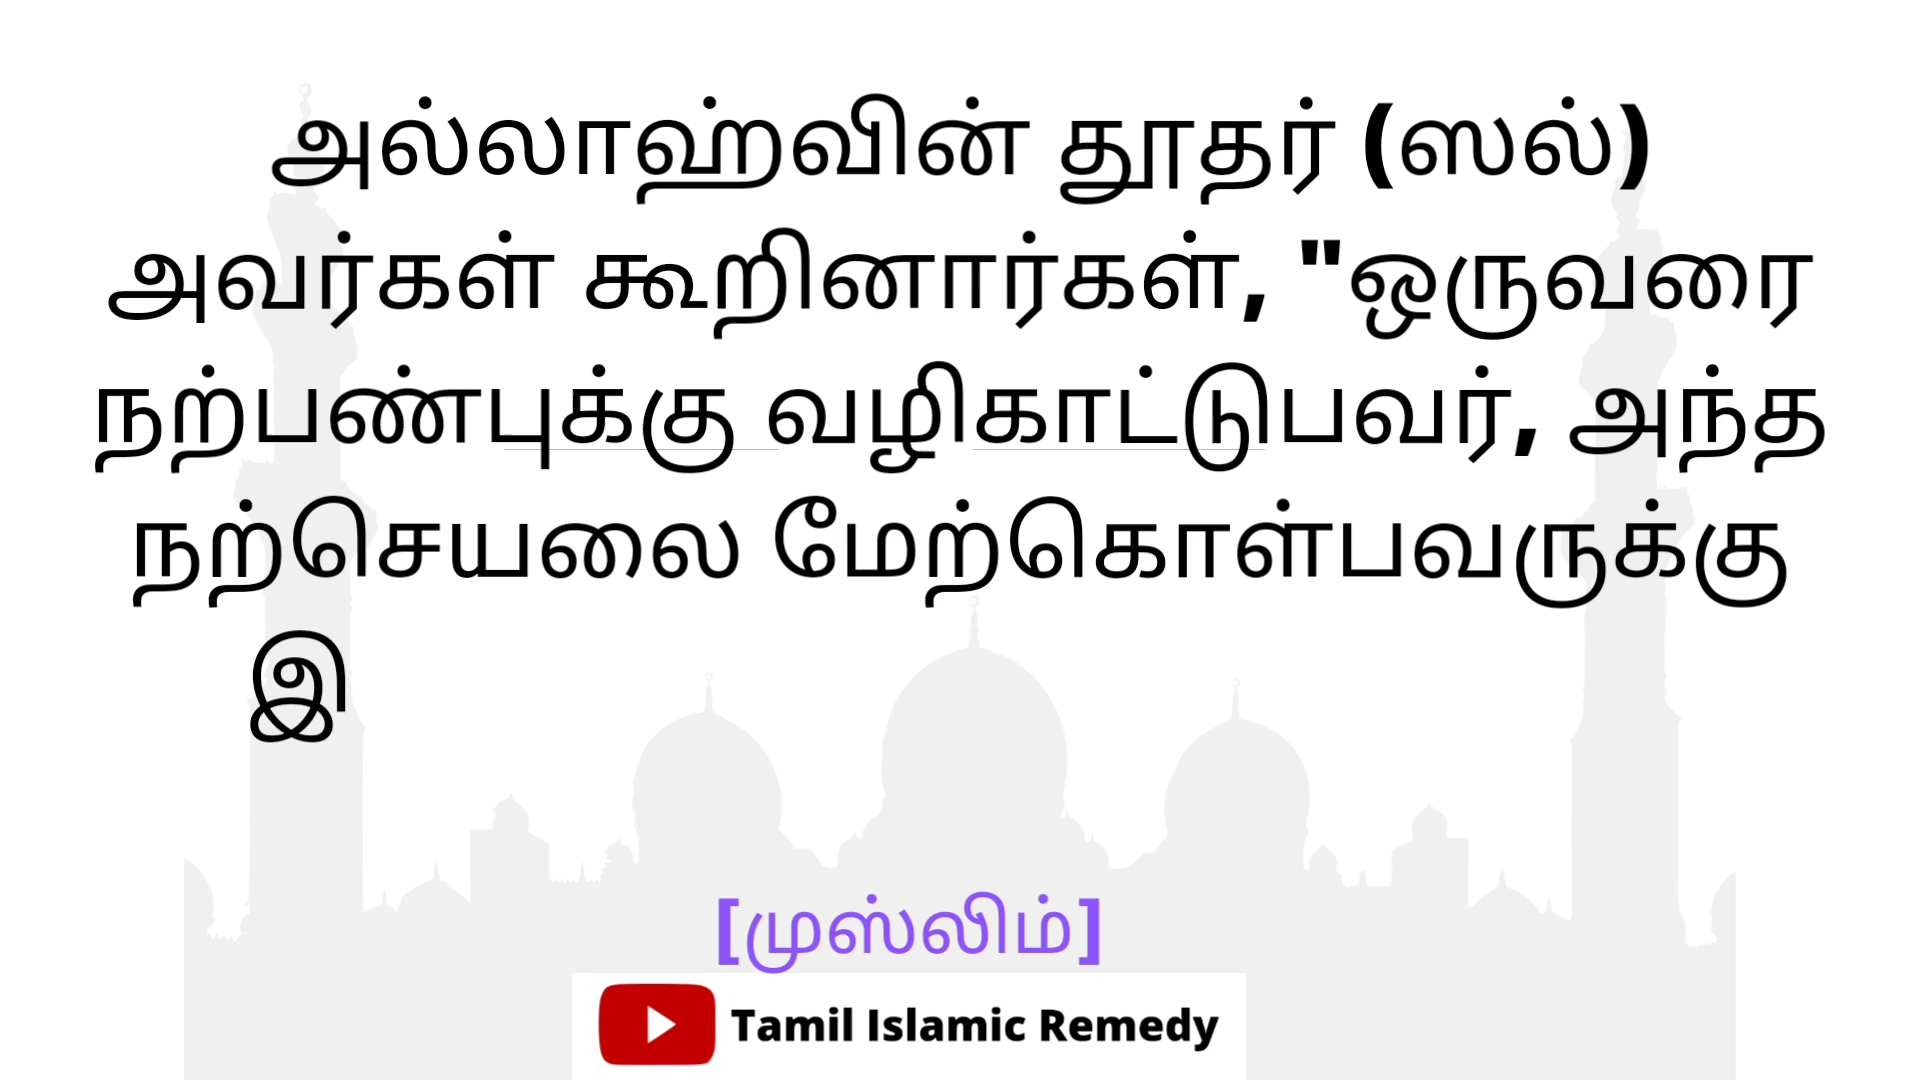 அல்லாஹ்வின் தூதர் (ஸல்)
அவர்கள் கூறினார்கள், "ஒருவரை
நற்பண்புக்கு வழிகாட்டுபவர், அந்த
நற்செயலை மேற்கொள்பவருக்கு
இ
[முஸ்லிம்]
Tamil Islamic Remedy